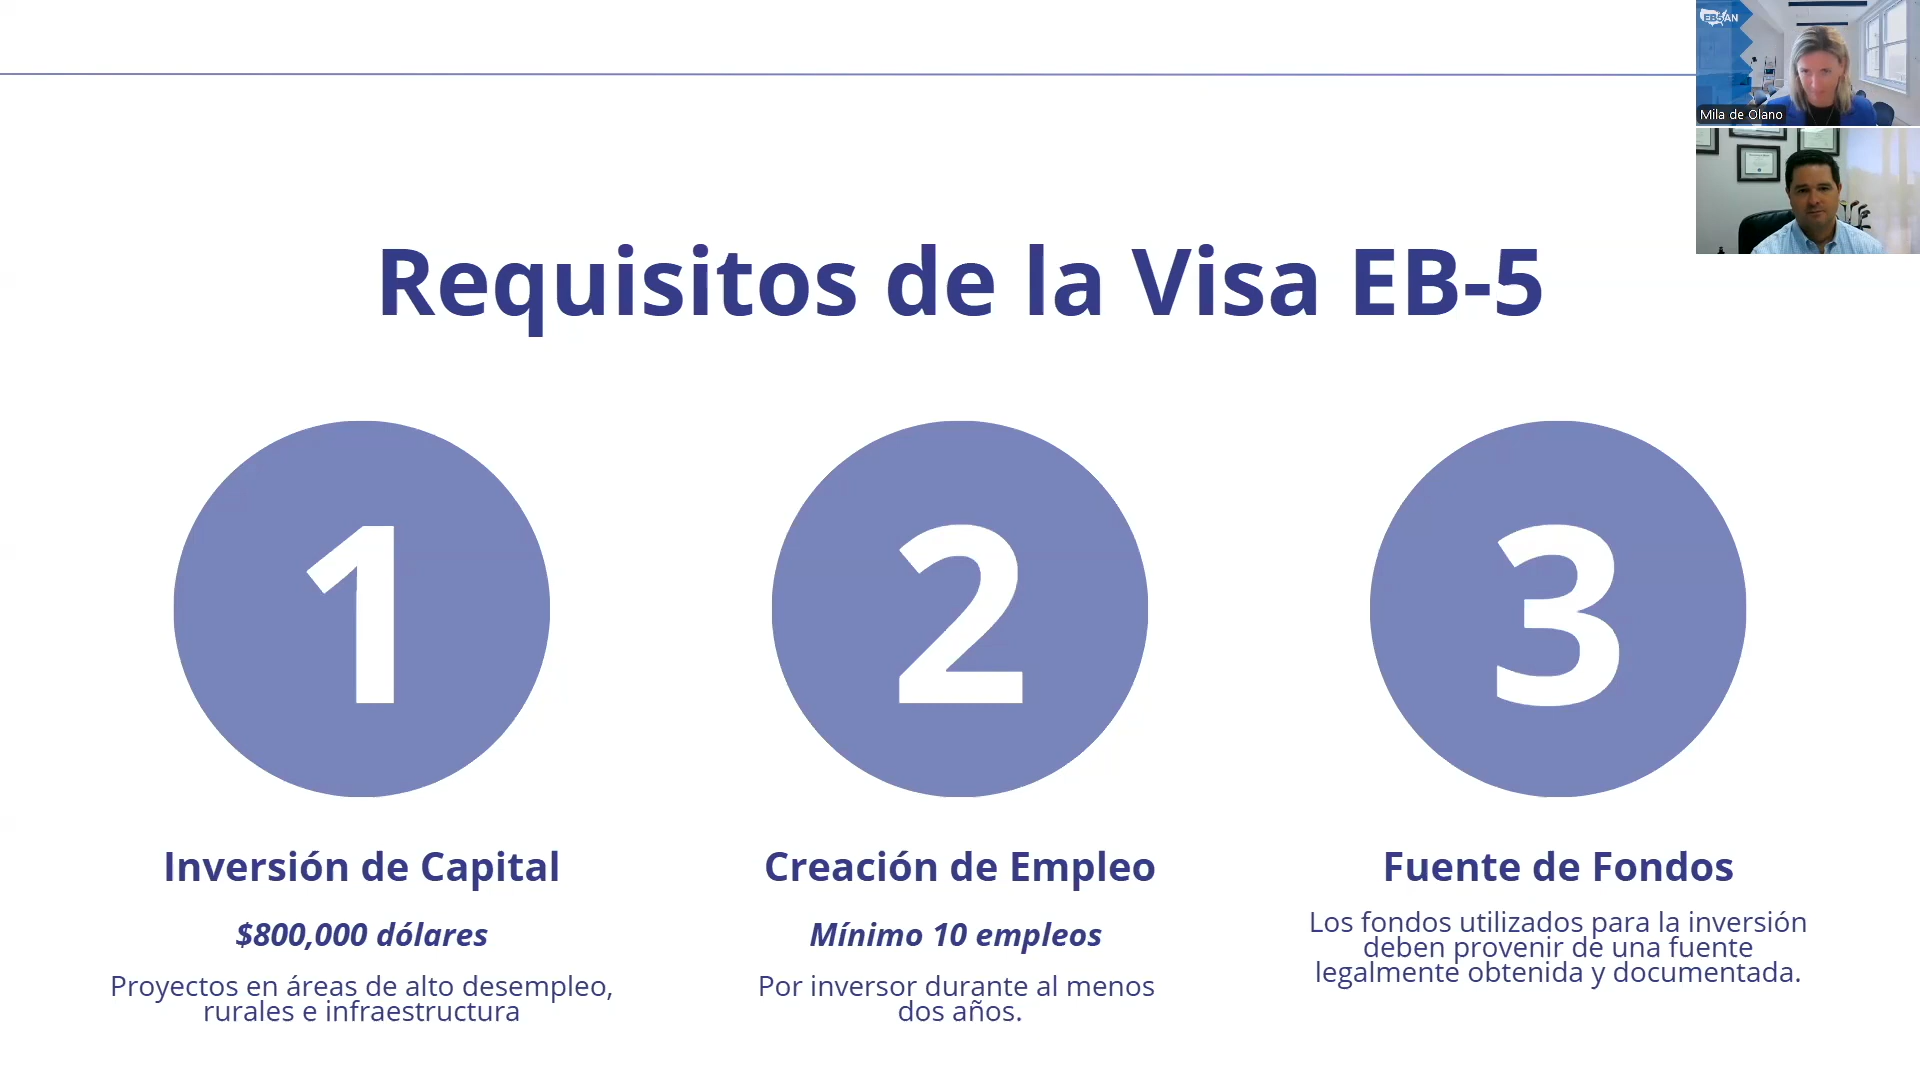 EB5AN
Mila de Olano
Requisitos de la Visa EB-5
1
2
3
Inversión de Capital
$800,000 dólares
Proyectos en áreas de alto desempleo,
rurales e infraestructura
Creación de Empleo
Mínimo 10 empleos
Por inversor durante al menos
dos años.
Fuente de Fondos
Los fondos utilizados para la inversión
deben provenir de una fuente
legalmente obtenida y documentada.